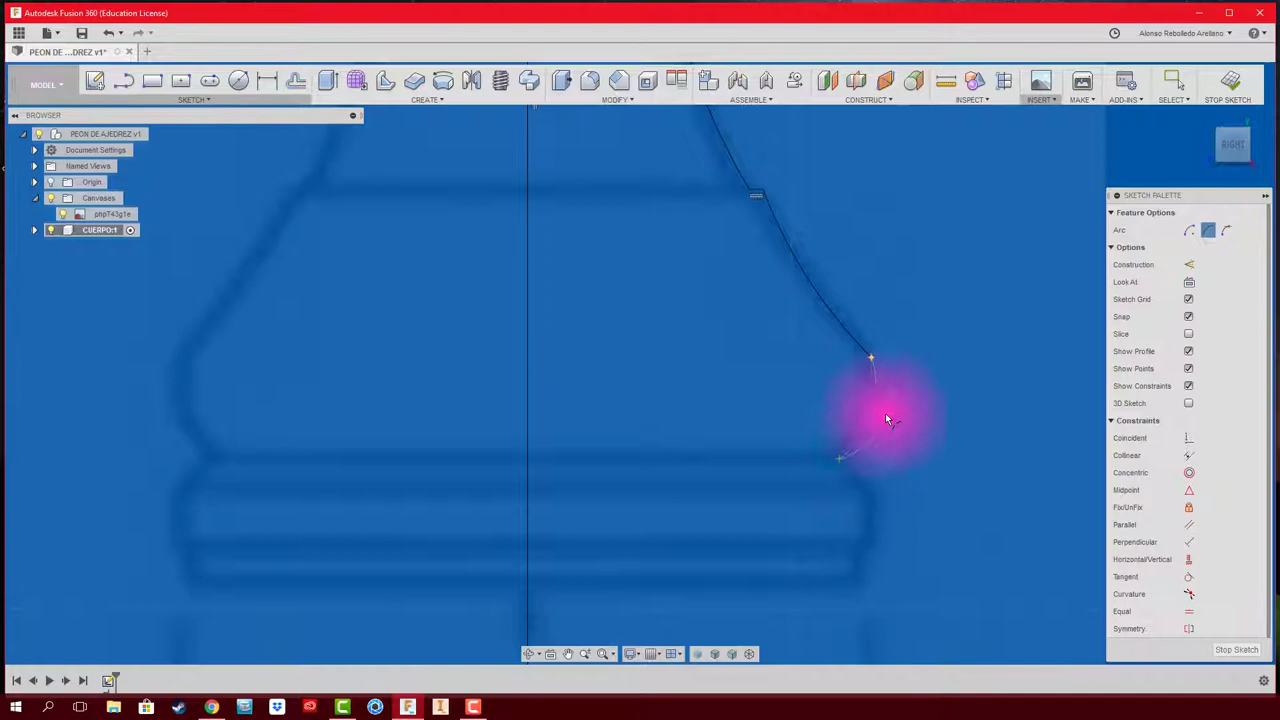 Autodesk Fusion 360 (Education License)
Alonso Rebolledo Arellano
PEON DE ...DREZ v1*
MODEL
SKETCH
CREATE
MODIFY
ASSEMBLE
CONSTRUCT
INSPECT
INSERT
MAKE
ADD-INS
SELECT
STOP SKETCH
BROWSER
PEON DE AJEDREZ v1
Document Settings
Named Views
Origin
Canvases
phpT43g1e
CUERPO:1
RIGHT
SKETCH PALETTE
Feature Options
Arc
Options
Construction
Look At
Sketch Grid
Snap
Slice
Show Profile
Show Points
Show Constraints
3D Sketch
Constraints
Coincident
Collinear
Concentric
Midpoint
Fix/UnFix
Parallel
Perpendicular
Horizontal/Vertical
Tangent
Curvature
Equal
Symmetry
Stop Sketch